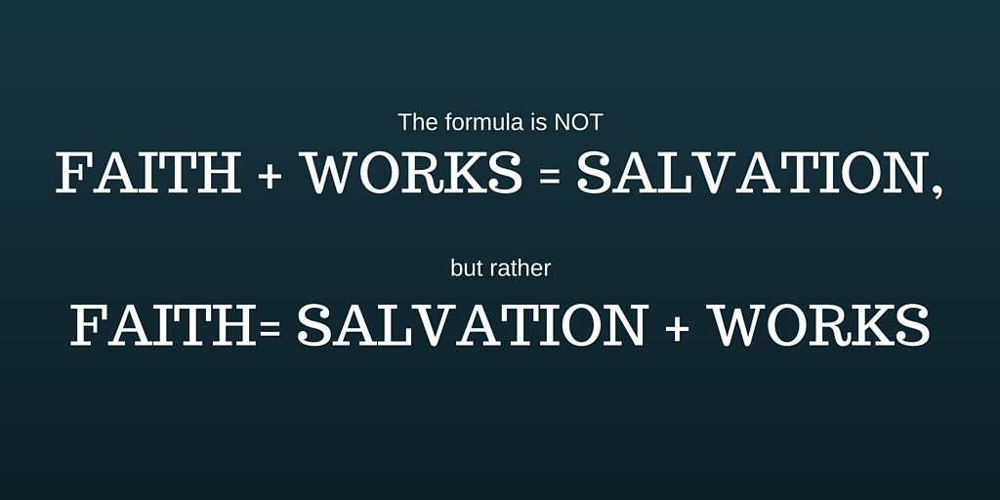 The formula is NOT
FAITH + WORKS = SALVATION,
but rather
FAITH= SALVATION + WORKS